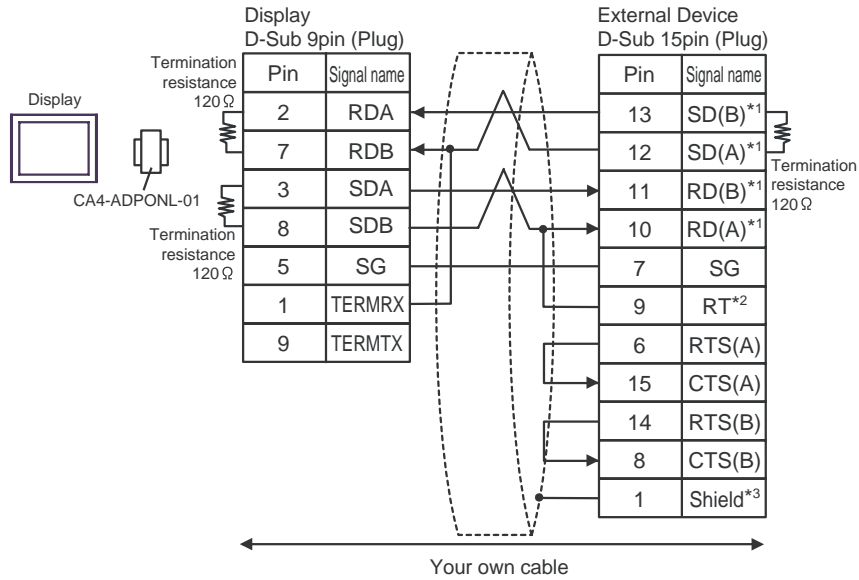 Display
D-Sub 9pin (Plug)
External Device
D-Sub 15pin (Plug)
Display
CA4-ADPONL-01
Termination
resistance
120Ω
Termination
resistance
120Ω
Pin Signal name
2 RDA
7 RDB
3 SDA
8 SDB
5 SG
1 TERMRX
9 TERMTX
Pin Signal name
13 SD(B)*1
12 SD(A)*1
11 RD(B)*1
10 RD(A)*1
7 SG
9 RT*2
6 RTS(A)
15 CTS(A)
14 RTS(B)
8 CTS(B)
1 Shield*3
Termination
resistance
120Ω
Your own cable